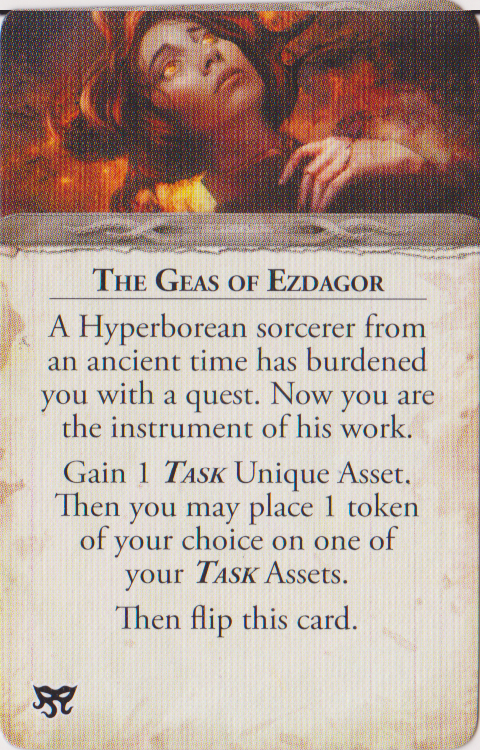 The Geas of Ezdagor
A Hyperborean sorcerer from
an ancient time has burdened
you with a quest. Now you are
the instrument of his work.
Gain 1 Task Unique Asset.
Then you may place 1 token
of your choice on one of
your Task Assets.
Then flip this card.